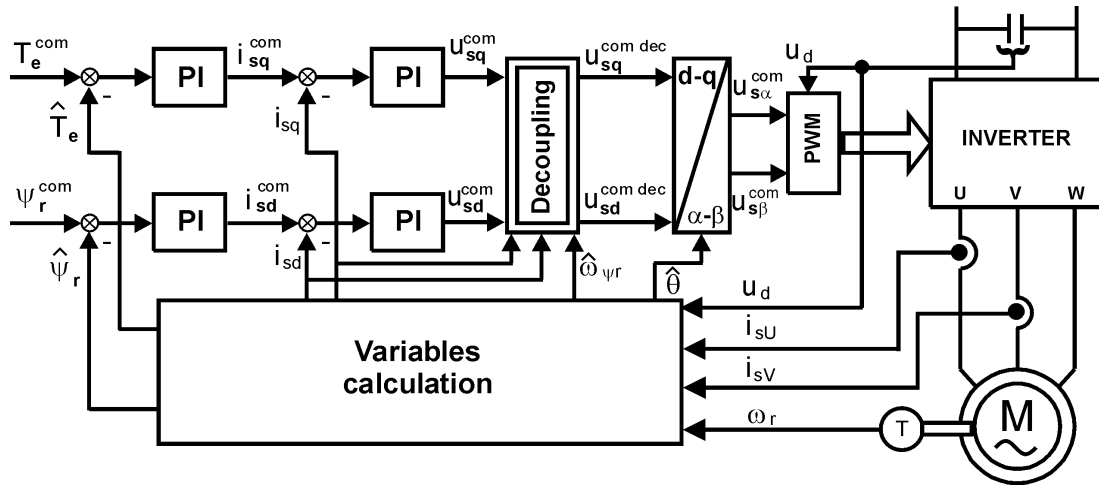 T_e^com
PI
i_sq^com
PI
u_sq^com
u_sq^com dec
d-q
u_d
u_sα^com
PWM
INVERTER
-
-
T̂_e
i_sq
Decoupling
U V W
ψ_r^com
PI
i_sd^com
PI
u_sd^com
u_sd^com dec
α-β
u_sβ^com
-
-
ψ̂_r
i_sd
ω̂_ψr
θ̂
u_d
i_sU
Variables
calculation
i_sV
ω_r
T
M